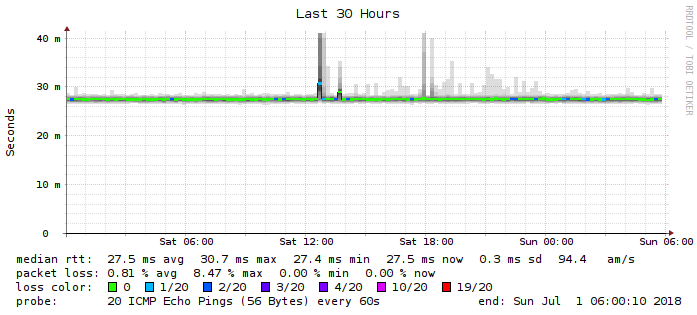 Last 30 Hours
RRDTOOL / TOBI OETIKER
Seconds
40 m
30 m
20 m
10 m
0
Sat 06:00 Sat 12:00 Sat 18:00 Sun 00:00 Sun 06:00
median rtt: 27.5 ms avg 30.7 ms max 27.4 ms min 27.5 ms now 0.3 ms sd 94.4 am/s
packet loss: 0.81 % avg 8.47 % max 0.00 % min 0.00 % now
loss color: 0 1/20 2/20 3/20 4/20 10/20 19/20
probe: 20 ICMP Echo Pings (56 Bytes) every 60s end: Sun Jul 1 06:00:10 2018